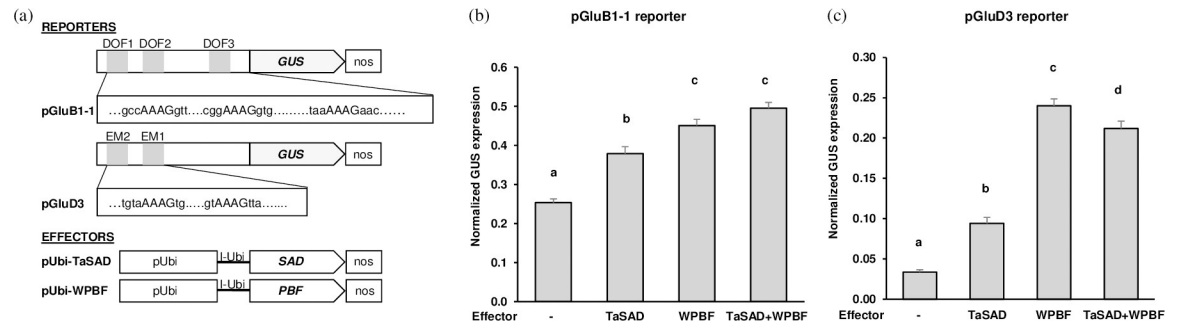 (a)
REPORTERS
DOF1 DOF2 DOF3
GUS nos
pGluB1-1 ...gccAAAGgtt....cggAAAGgtg.........taaAAAGaac......
EM2 EM1
GUS nos
pGluD3 ...tgtaAAAGtg.....gtAAAGtta.......
EFFECTORS
pUbi-TaSAD pUbi I-Ubi SAD nos
pUbi-WPBF pUbi I-Ubi PBF nos
(b) pGluB1-1 reporter
Normalized GUS expression
0.6
0.5
0.4
0.3
0.2
0.1
0.0
a b c c
Effector - TaSAD WPBF TaSAD+WPBF
(c) pGluD3 reporter
Normalized GUS expression
0.30
0.25
0.20
0.15
0.10
0.05
0.00
a b c d
Effector - TaSAD WPBF TaSAD+WPBF